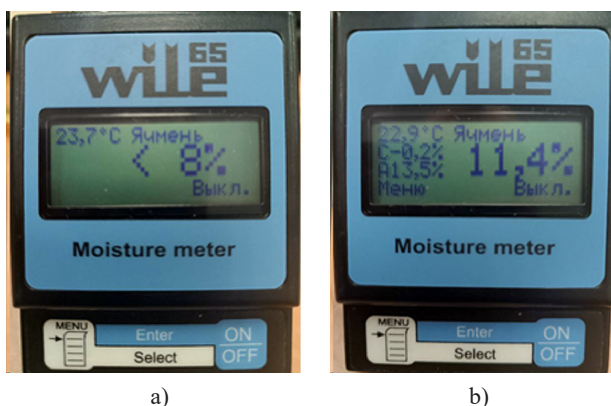 wile 65
23,7°C Ячмень
< 8%
Выкл.
Moisture meter
MENU
Enter
Select
ON
OFF
a)
wile 65
22,9°C Ячмень
C-0,2%
A13,5%
11,4%
Меню Выкл.
Moisture meter
MENU
Enter
Select
ON
OFF
b)